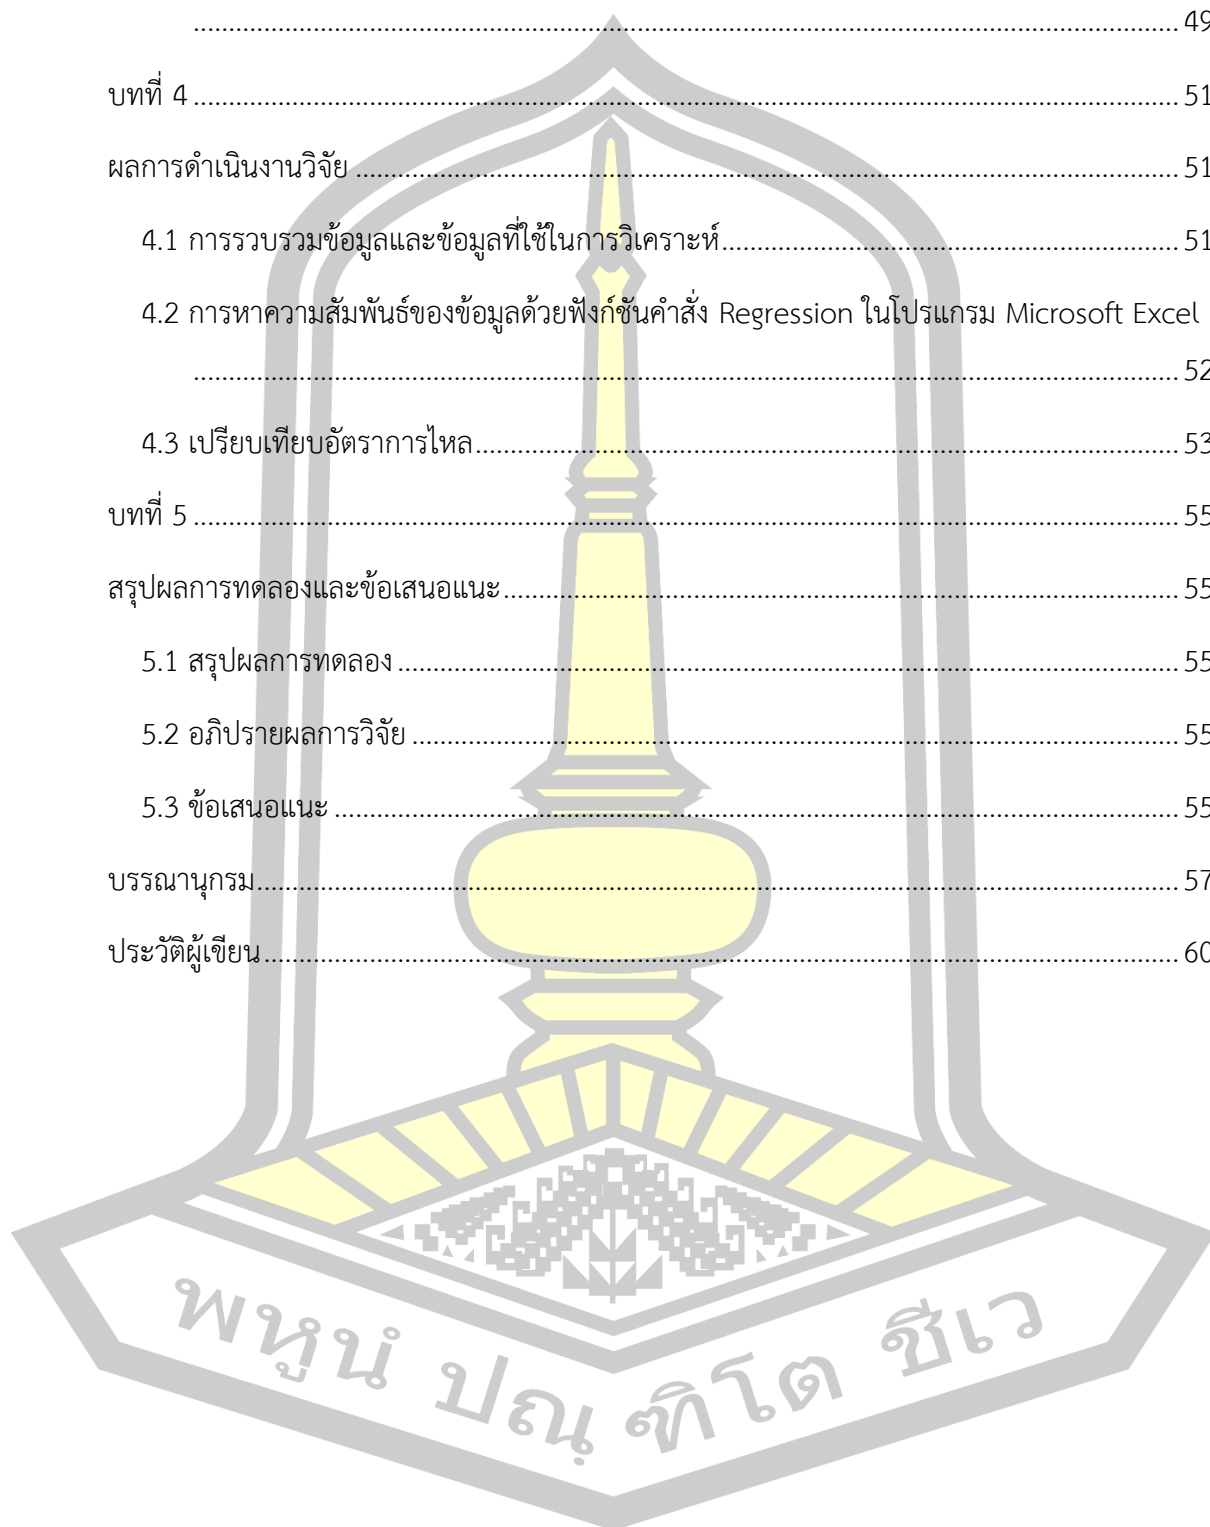 ........................................................................................................................ 49
บทที่ 4 ........................................................................................................................ 51
ผลการดำเนินงานวิจัย .................................................................................................... 51
4.1 การรวบรวมข้อมูลและข้อมูลที่ใช้ในการวิเคราะห์....................................................... 51
4.2 การหาความสัมพันธ์ของข้อมูลด้วยฟังก์ชันคำสั่ง Regression ในโปรแกรม Microsoft Excel
........................................................................................................................ 52
4.3 เปรียบเทียบอัตราการไหล..................................................................................... 53
บทที่ 5 ........................................................................................................................ 55
สรุปผลการทดลองและข้อเสนอแนะ.................................................................................. 55
5.1 สรุปผลการทดลอง .............................................................................................. 55
5.2 อภิปรายผลการวิจัย ............................................................................................ 55
5.3 ข้อเสนอแนะ ..................................................................................................... 55
บรรณานุกรม................................................................................................................ 57
ประวัติผู้เขียน............................................................................................................... 60
พหูนํ ปณฺฑิโต ชีเว